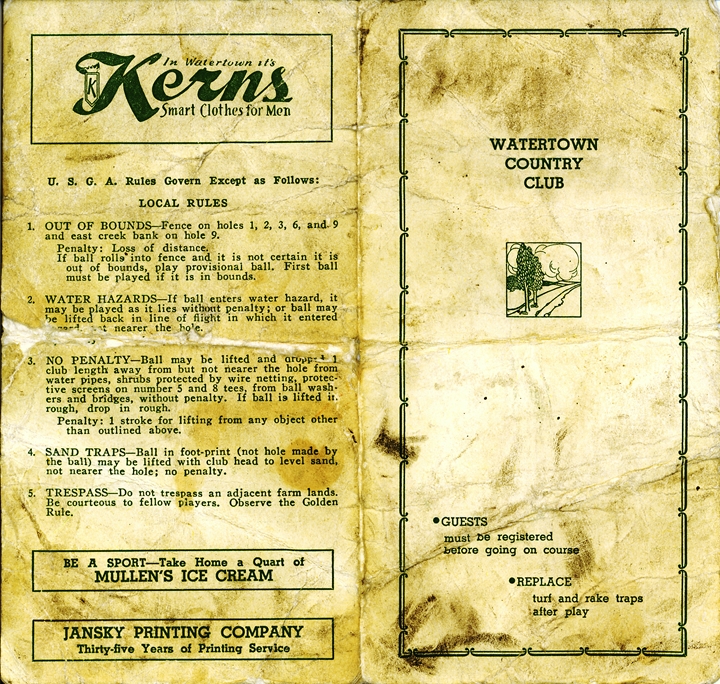 In Watertown it's
Kerns
K
Smart Clothes for Men
U. S. G. A. Rules Govern Except as Follows:
LOCAL RULES
1. OUT OF BOUNDS—Fence on holes 1, 2, 3, 6, and 9
and east creek bank on hole 9.
Penalty: Loss of distance.
If ball rolls into fence and it is not certain it is
out of bounds, play provisional ball. First ball
must be played if it is in bounds.
2. WATER HAZARDS—If ball enters water hazard, it
may be played as it lies without penalty; or ball may
be lifted back in line of flight in which it entered
nearer the hole.
3. NO PENALTY—Ball may be lifted and dropped 1
club length away from but not nearer the hole from
water pipes, shrubs protected by wire netting, protec-
tive screens on number 5 and 8 tees, from ball wash-
ers and bridges, without penalty. If ball is lifted in
rough, drop in rough.
Penalty: 1 stroke for lifting from any object other
than outlined above.
4. SAND TRAPS—Ball in foot-print (not hole made by
the ball) may be lifted with club head to level sand,
not nearer the hole; no penalty.
5. TRESPASS—Do not trespass an adjacent farm lands.
Be courteous to fellow players. Observe the Golden
Rule.
BE A SPORT—Take Home a Quart of
MULLEN'S ICE CREAM
JANSKY PRINTING COMPANY
Thirty-five Years of Printing Service
WATERTOWN
COUNTRY
CLUB
•GUESTS
must be registered
before going on course
•REPLACE
turf and rake traps
after play